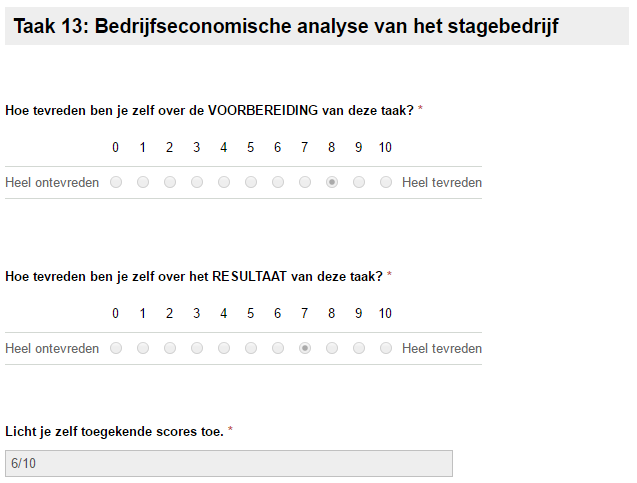 Taak 13: Bedrijfseconomische analyse van het stagebedrijf
Hoe tevreden ben je zelf over de VOORBEREIDING van deze taak? *
0 1 2 3 4 5 6 7 8 9 10
Heel ontevreden Heel tevreden
Hoe tevreden ben je zelf over het RESULTAAT van deze taak? *
0 1 2 3 4 5 6 7 8 9 10
Heel ontevreden Heel tevreden
Licht je zelf toegekende scores toe. *
6/10